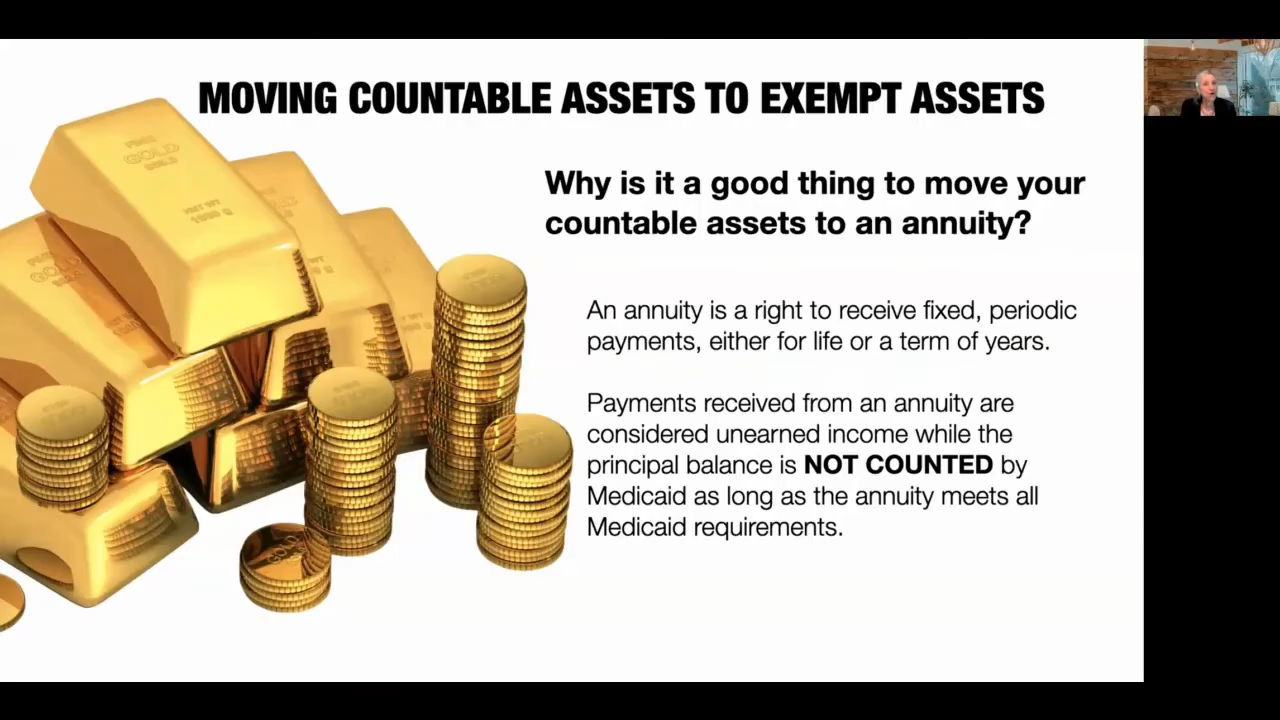 MOVING COUNTABLE ASSETS TO EXEMPT ASSETS
Why is it a good thing to move your
countable assets to an annuity?
An annuity is a right to receive fixed, periodic
payments, either for life or a term of years.
Payments received from an annuity are
considered unearned income while the
principal balance is NOT COUNTED by
Medicaid as long as the annuity meets all
Medicaid requirements.
GOLD
GOLD